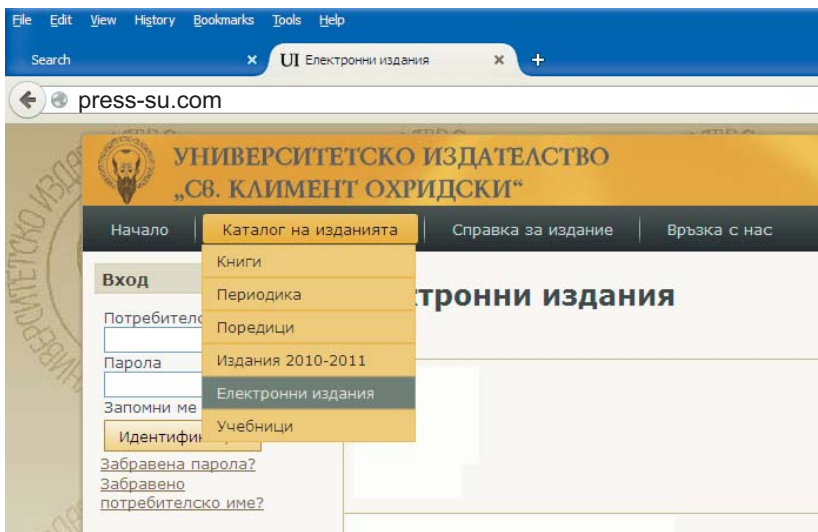 File Edit View History Bookmarks Tools Help
Search × UI Електронни издания × +
press-su.com
УНИВЕРСИТЕТСКО ИЗДАТЕЛСТВО
„СВ. КЛИМЕНТ ОХРИДСКИ“
Начало Каталог на изданията Справка за издание Връзка с нас
Книги
Периодика
Поредици
Издания 2010-2011
Електронни издания
Учебници
тронни издания
Вход
Потребител
Парола
Запомни ме
Идентифи
Забравена парола?
Забравено
потребителско име?